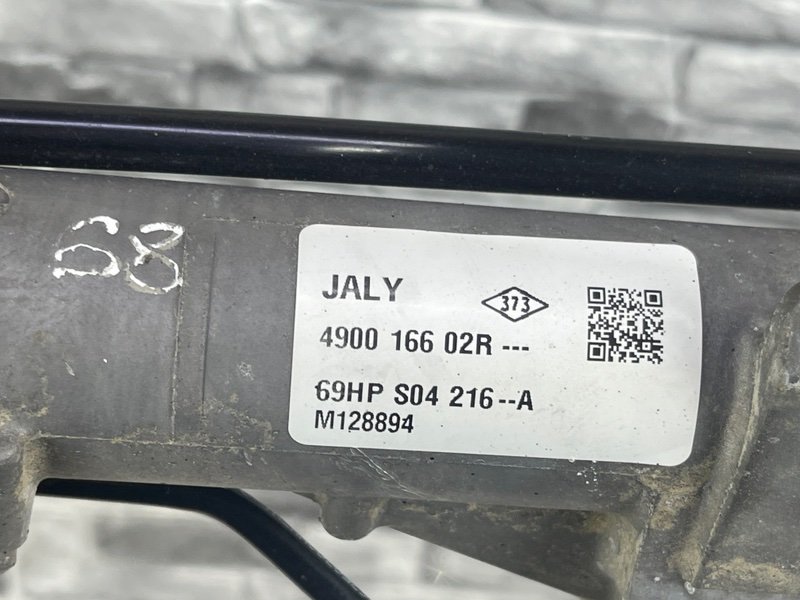 68
JALY
373
4900 166 02R ---
69HP S04 216--A
M128894